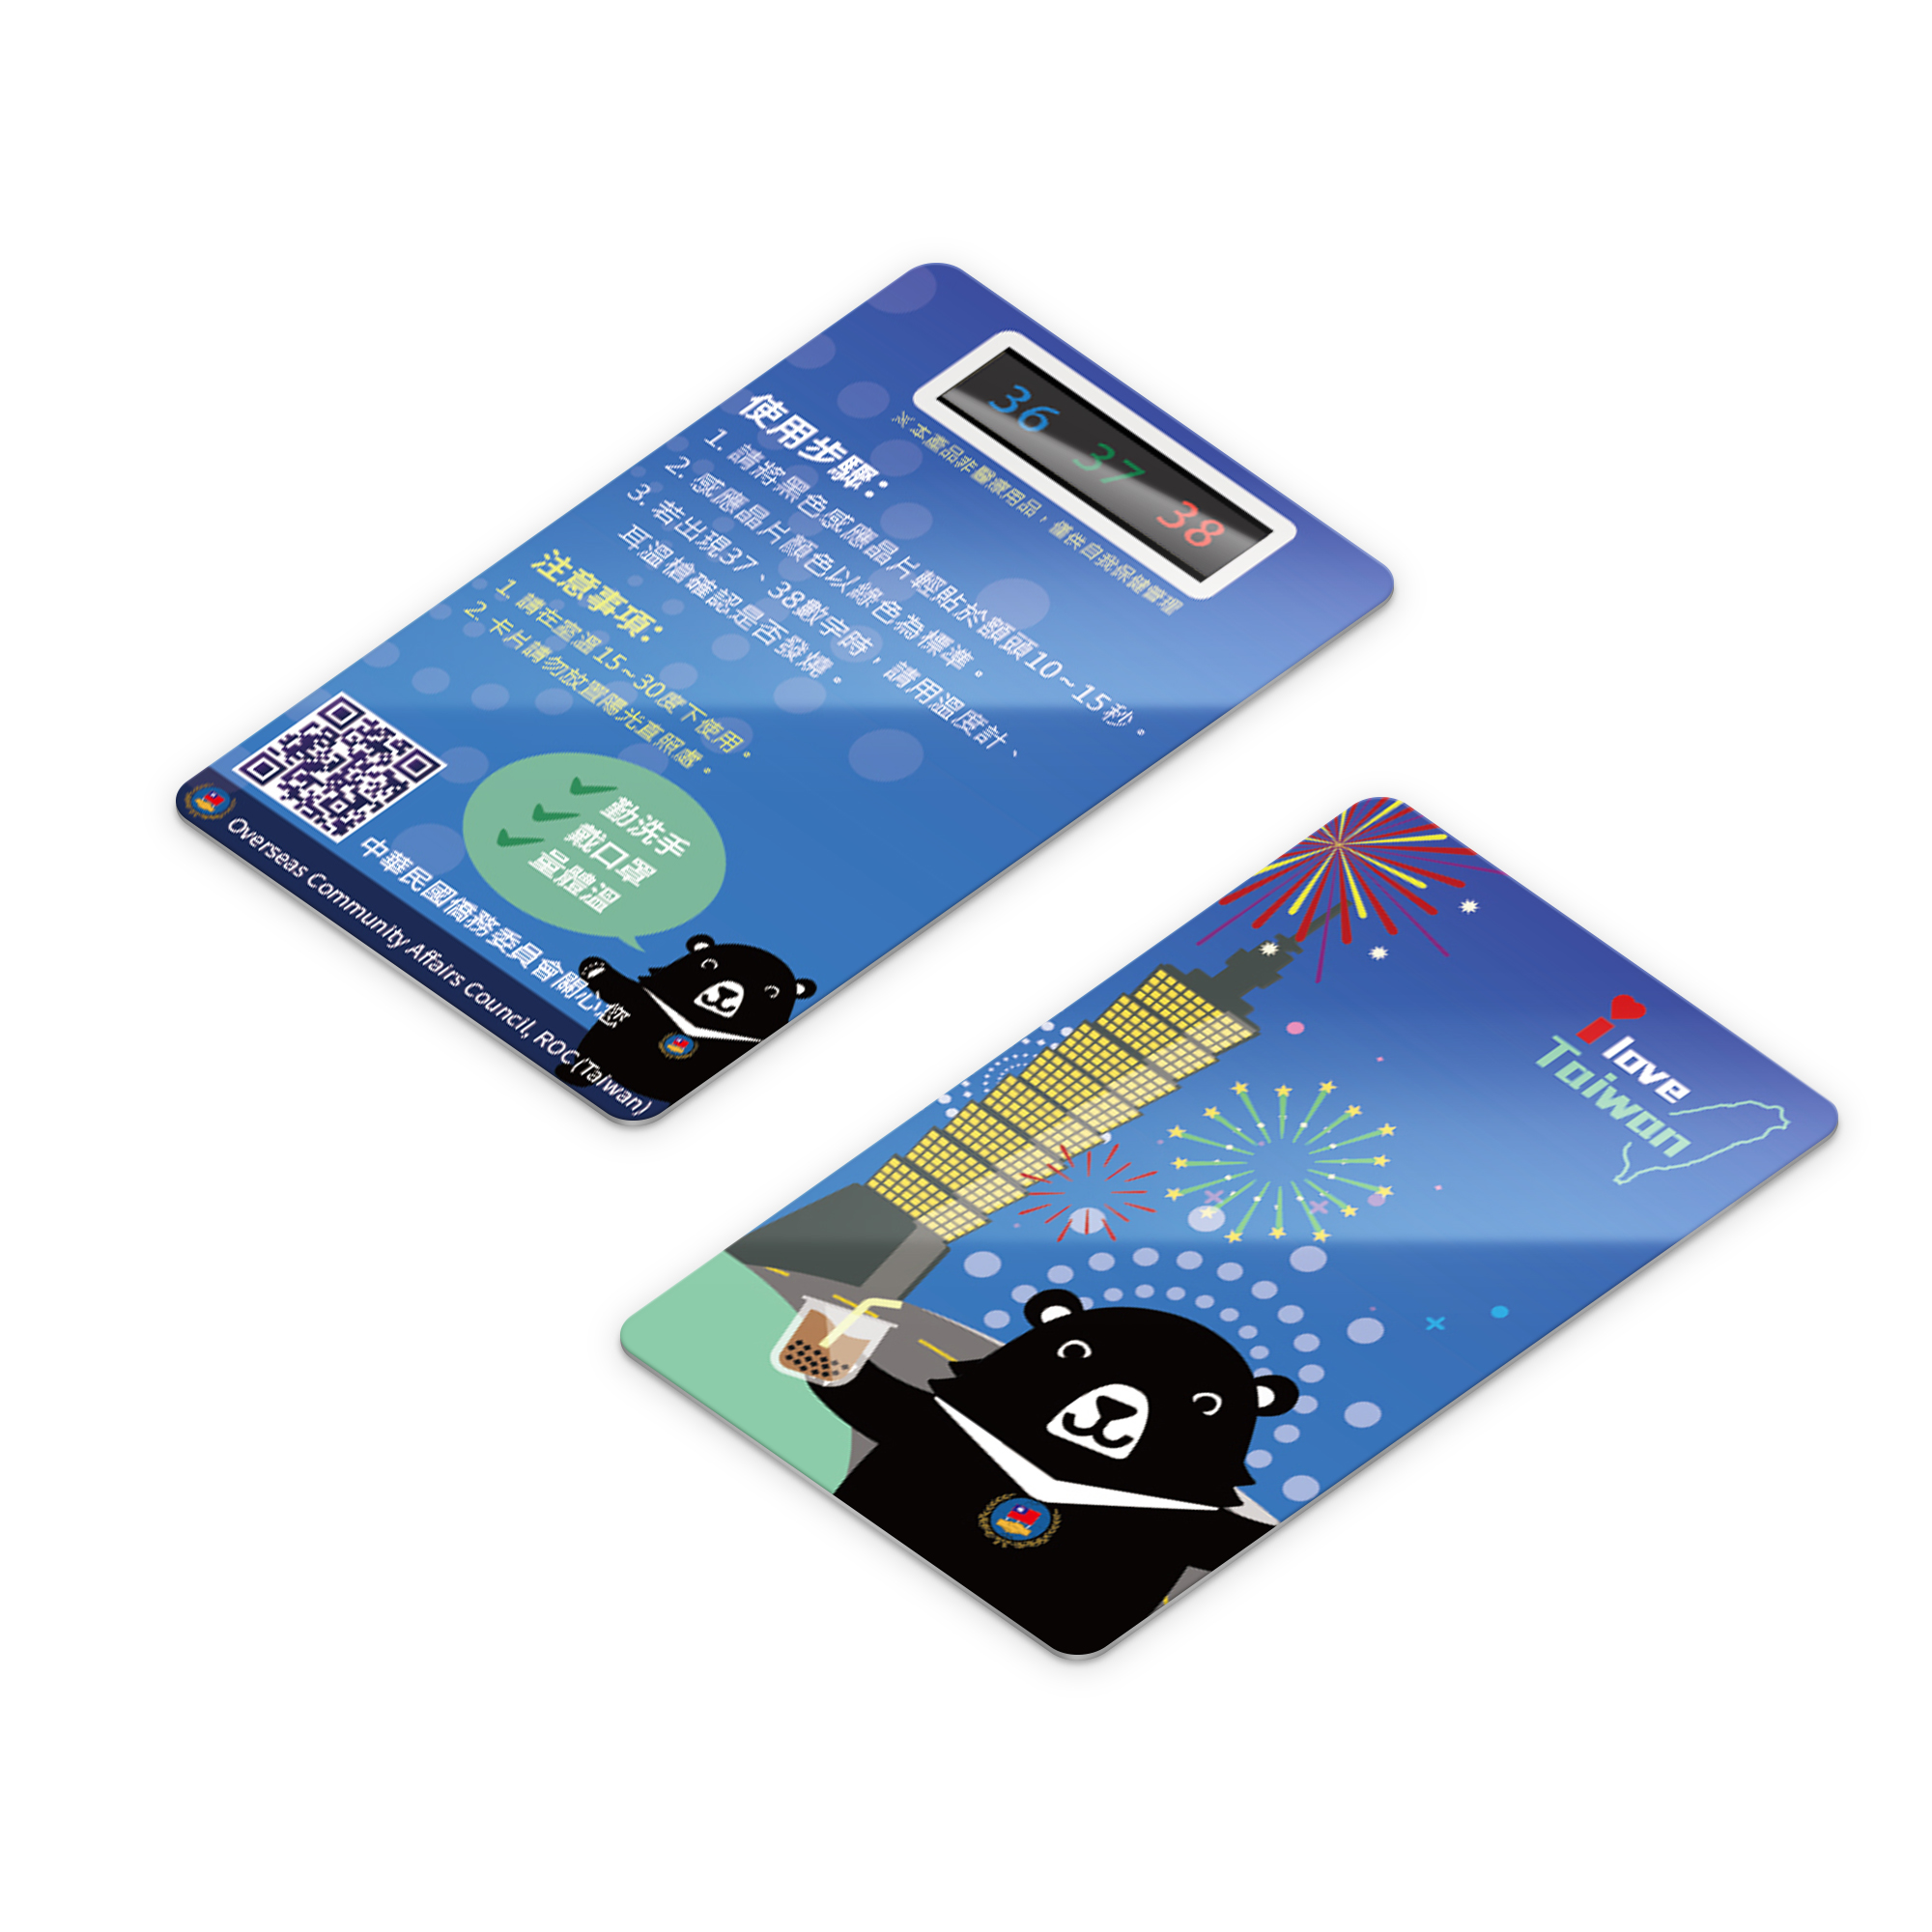 36 37 38
※本產品非醫療用品，僅供自我保健管理
使用步驟：
1. 請將黑色感應晶片輕貼於額頭10~15秒。
2. 感應晶片顏色以綠色為標準。
3. 若出現37、38數字時，請用溫度計、
耳溫槍確認是否發燒。
注意事項：
1. 請在室溫15~30度下使用。
2. 卡片請勿放置陽光直照處。
勤洗手
戴口罩
量體溫
中華民國僑務委員會關心您
Overseas Community Affairs Council, ROC (Taiwan)
i love
Taiwan